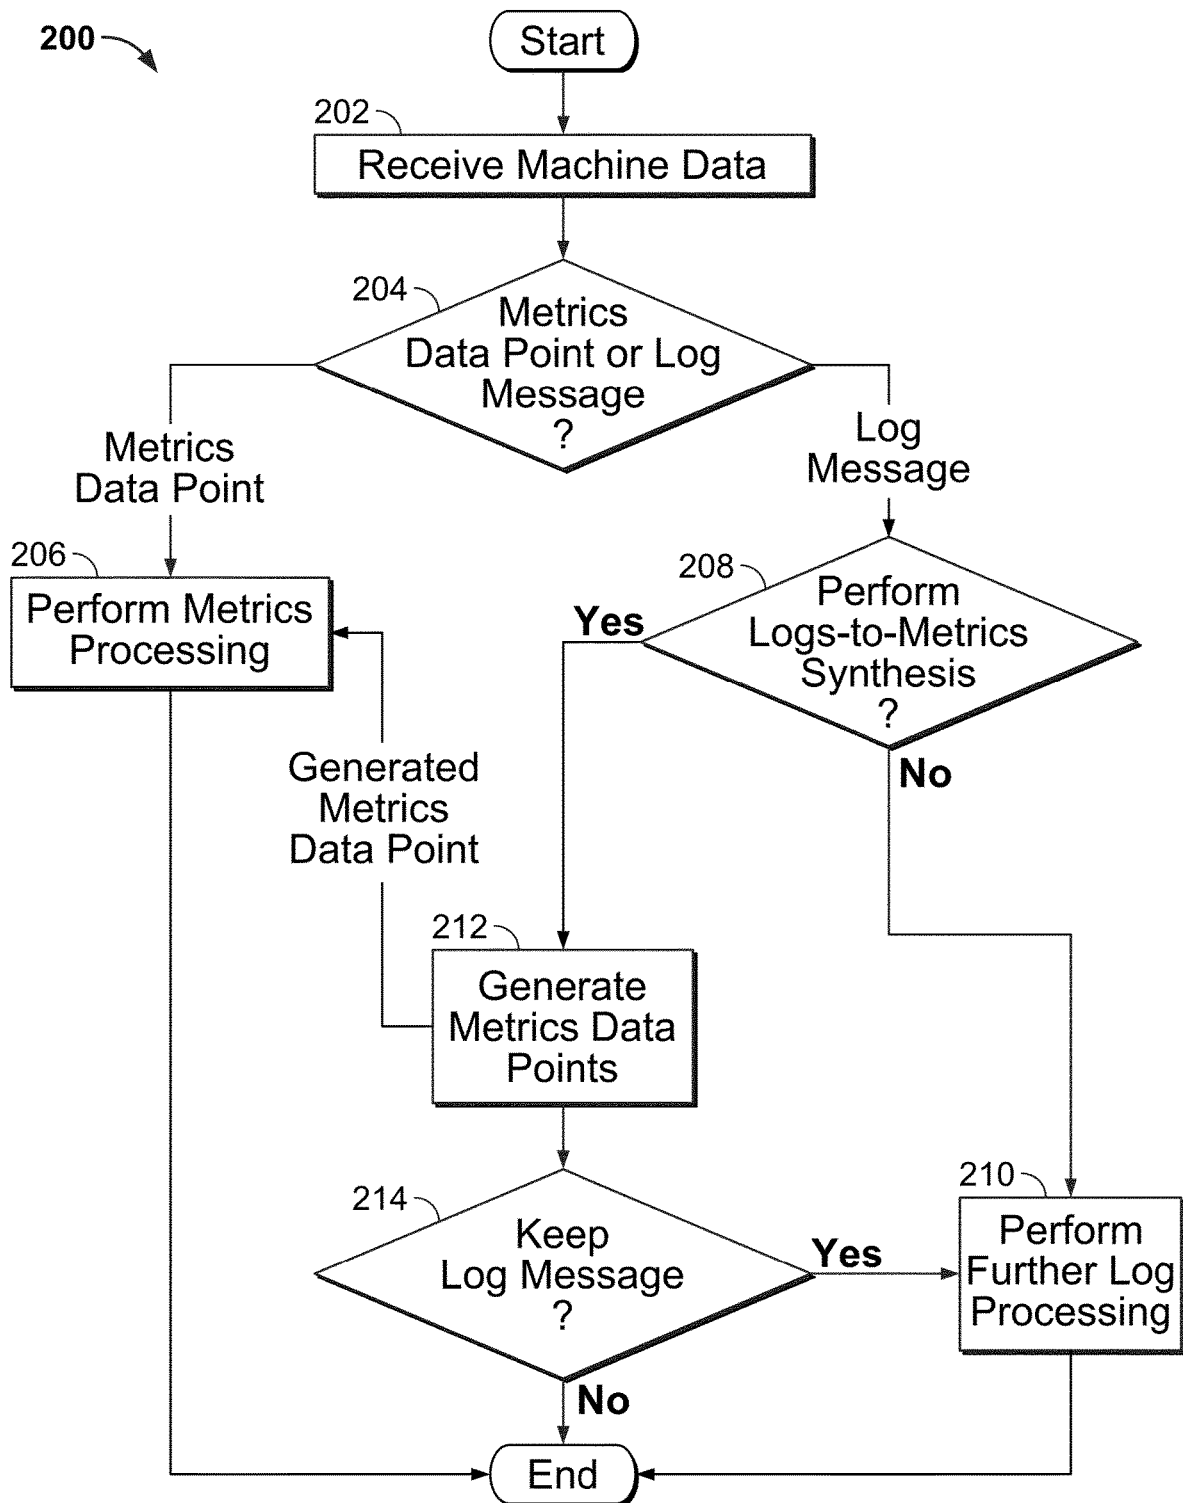 200
Start
202
Receive Machine Data
204
Metrics
Data Point or Log
Message
?
Metrics
Data Point
Log
Message
206
Perform Metrics
Processing
208
Perform
Logs-to-Metrics
Synthesis
?
Yes
No
Generated
Metrics
Data Point
212
Generate
Metrics Data
Points
214
Keep
Log Message
?
Yes
No
210
Perform
Further Log
Processing
End